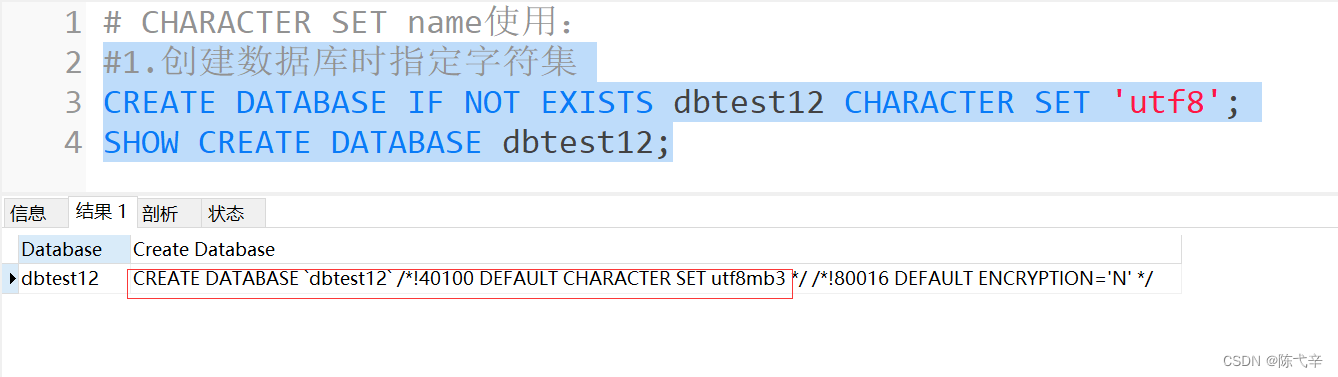 1 # CHARACTER SET name使用：
2 #1.创建数据库时指定字符集
3 CREATE DATABASE IF NOT EXISTS dbtest12 CHARACTER SET 'utf8';
4 SHOW CREATE DATABASE dbtest12;
信息 结果 1 剖析 状态
Database Create Database
dbtest12 CREATE DATABASE `dbtest12` /*!40100 DEFAULT CHARACTER SET utf8mb3 */ /*!80016 DEFAULT ENCRYPTION='N' */
CSDN @陈弋辛